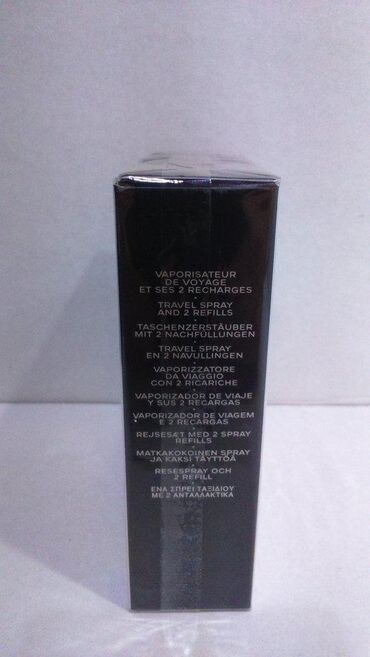 VAPORISATEUR
DE VOYAGE
ET SES 2 RECHARGES
TRAVEL SPRAY
AND 2 REFILLS
TASCHENZERSTÄUBER
MIT 2 NACHFÜLLUNGEN
TRAVEL SPRAY
EN 2 NAVULLINGEN
VAPORIZZATORE
DA VIAGGIO
CON 2 RICARICHE
VAPORIZADOR DE VIAJE
Y SUS 2 RECARGAS
VAPORIZADOR DE VIAGEM
E 2 RECARGAS
REJSESÆT MED 2 SPRAY
REFILLS
MATKAKOKOINEN SPRAY
JA KAKSI TÄYTTÖÄ
RESESPRAY OCH
2 REFILL
ΕΝΑ ΣΠΡΕΪ ΤΑΞΙΔΙΟΥ
ΜΕ 2 ΑΝΤΑΛΛΑΚΤΙΚΑ